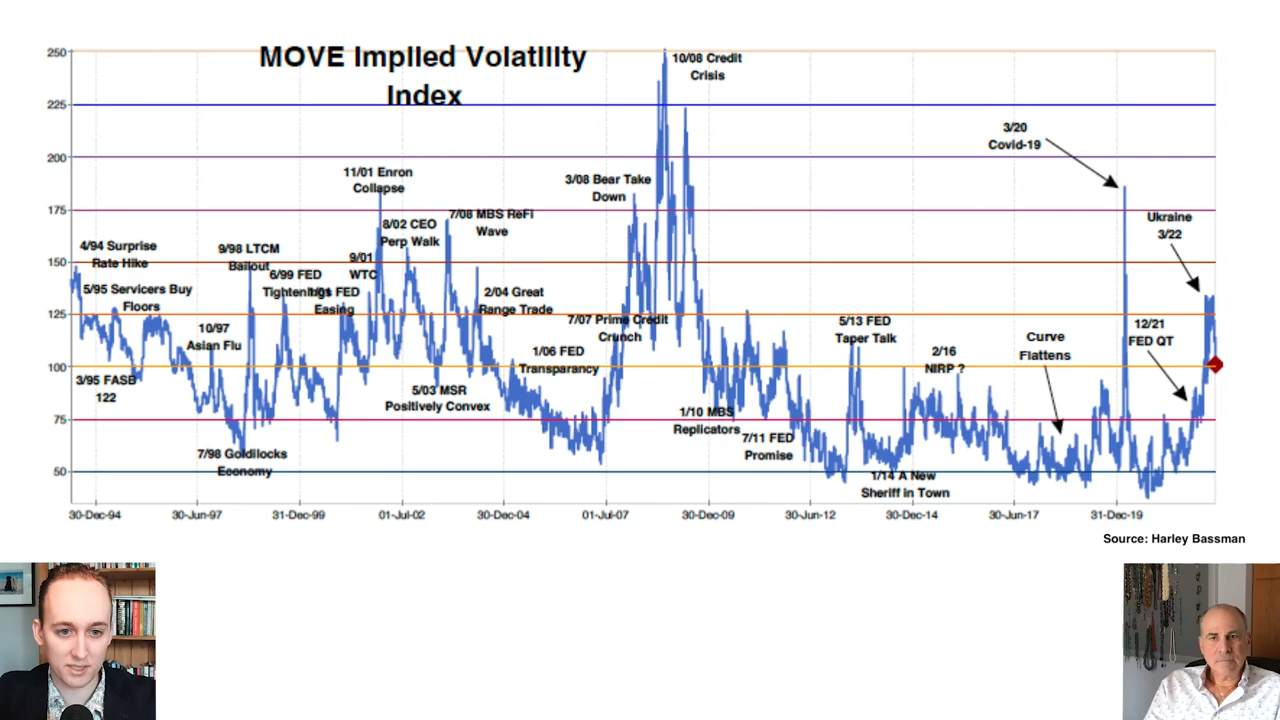 MOVE Implied Volatility
Index
250
225
200
175
150
125
100
75
50
10/08 Credit
Crisis
3/20
Covid-19
11/01 Enron
Collapse
3/08 Bear Take
Down
7/08 MBS ReFi
Wave
8/02 CEO
Perp Walk
Ukraine
3/22
4/94 Surprise
Rate Hike
9/98 LTCM
Bailout
9/01
WTC
6/99 FED
Tightenings
1/01 FED
Easing
5/95 Servicers Buy
Floors
2/04 Great
Range Trade
7/07 Prime Credit
Crunch
10/97
Asian Flu
5/13 FED
Taper Talk
12/21
FED QT
Curve
Flattens
1/06 FED
Transparency
2/16
NIRP ?
3/95 FASB
122
5/03 MSR
Positively Convex
1/10 MBS
Replicators
7/11 FED
Promise
7/98 Goldilocks
Economy
1/14 A New
Sheriff in Town
30-Dec-94
30-Jun-97
31-Dec-99
01-Jul-02
30-Dec-04
01-Jul-07
30-Dec-09
30-Jun-12
30-Dec-14
30-Jun-17
31-Dec-19
Source: Harley Bassman